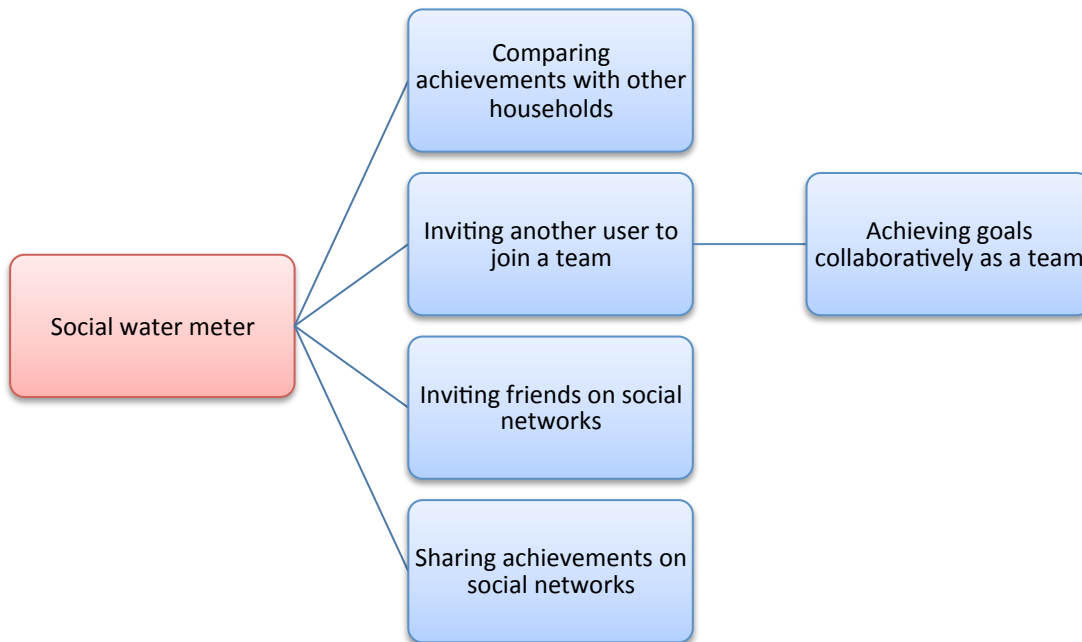 Social water meter
Comparing
achievements with other
households
Inviting another user to
join a team
Achieving goals
collaboratively as a team
Inviting friends on social
networks
Sharing achievements on
social networks